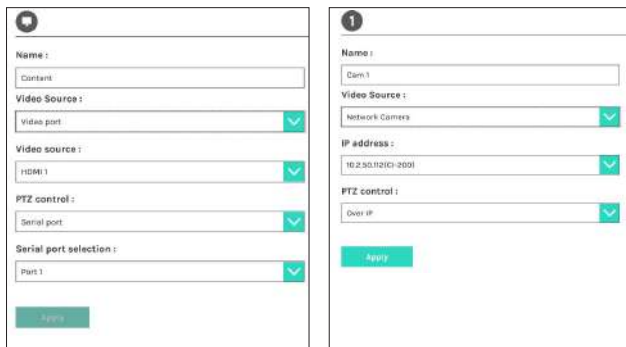 Name :
Content
Video Source :
Video port
Video source :
HDMI 1
PTZ control :
Serial port
Serial port selection :
Port 1
Apply
1
Name :
Cam 1
Video Source :
Network Camera
IP address :
10.2.50.112(CI-200)
PTZ control :
Over IP
Apply